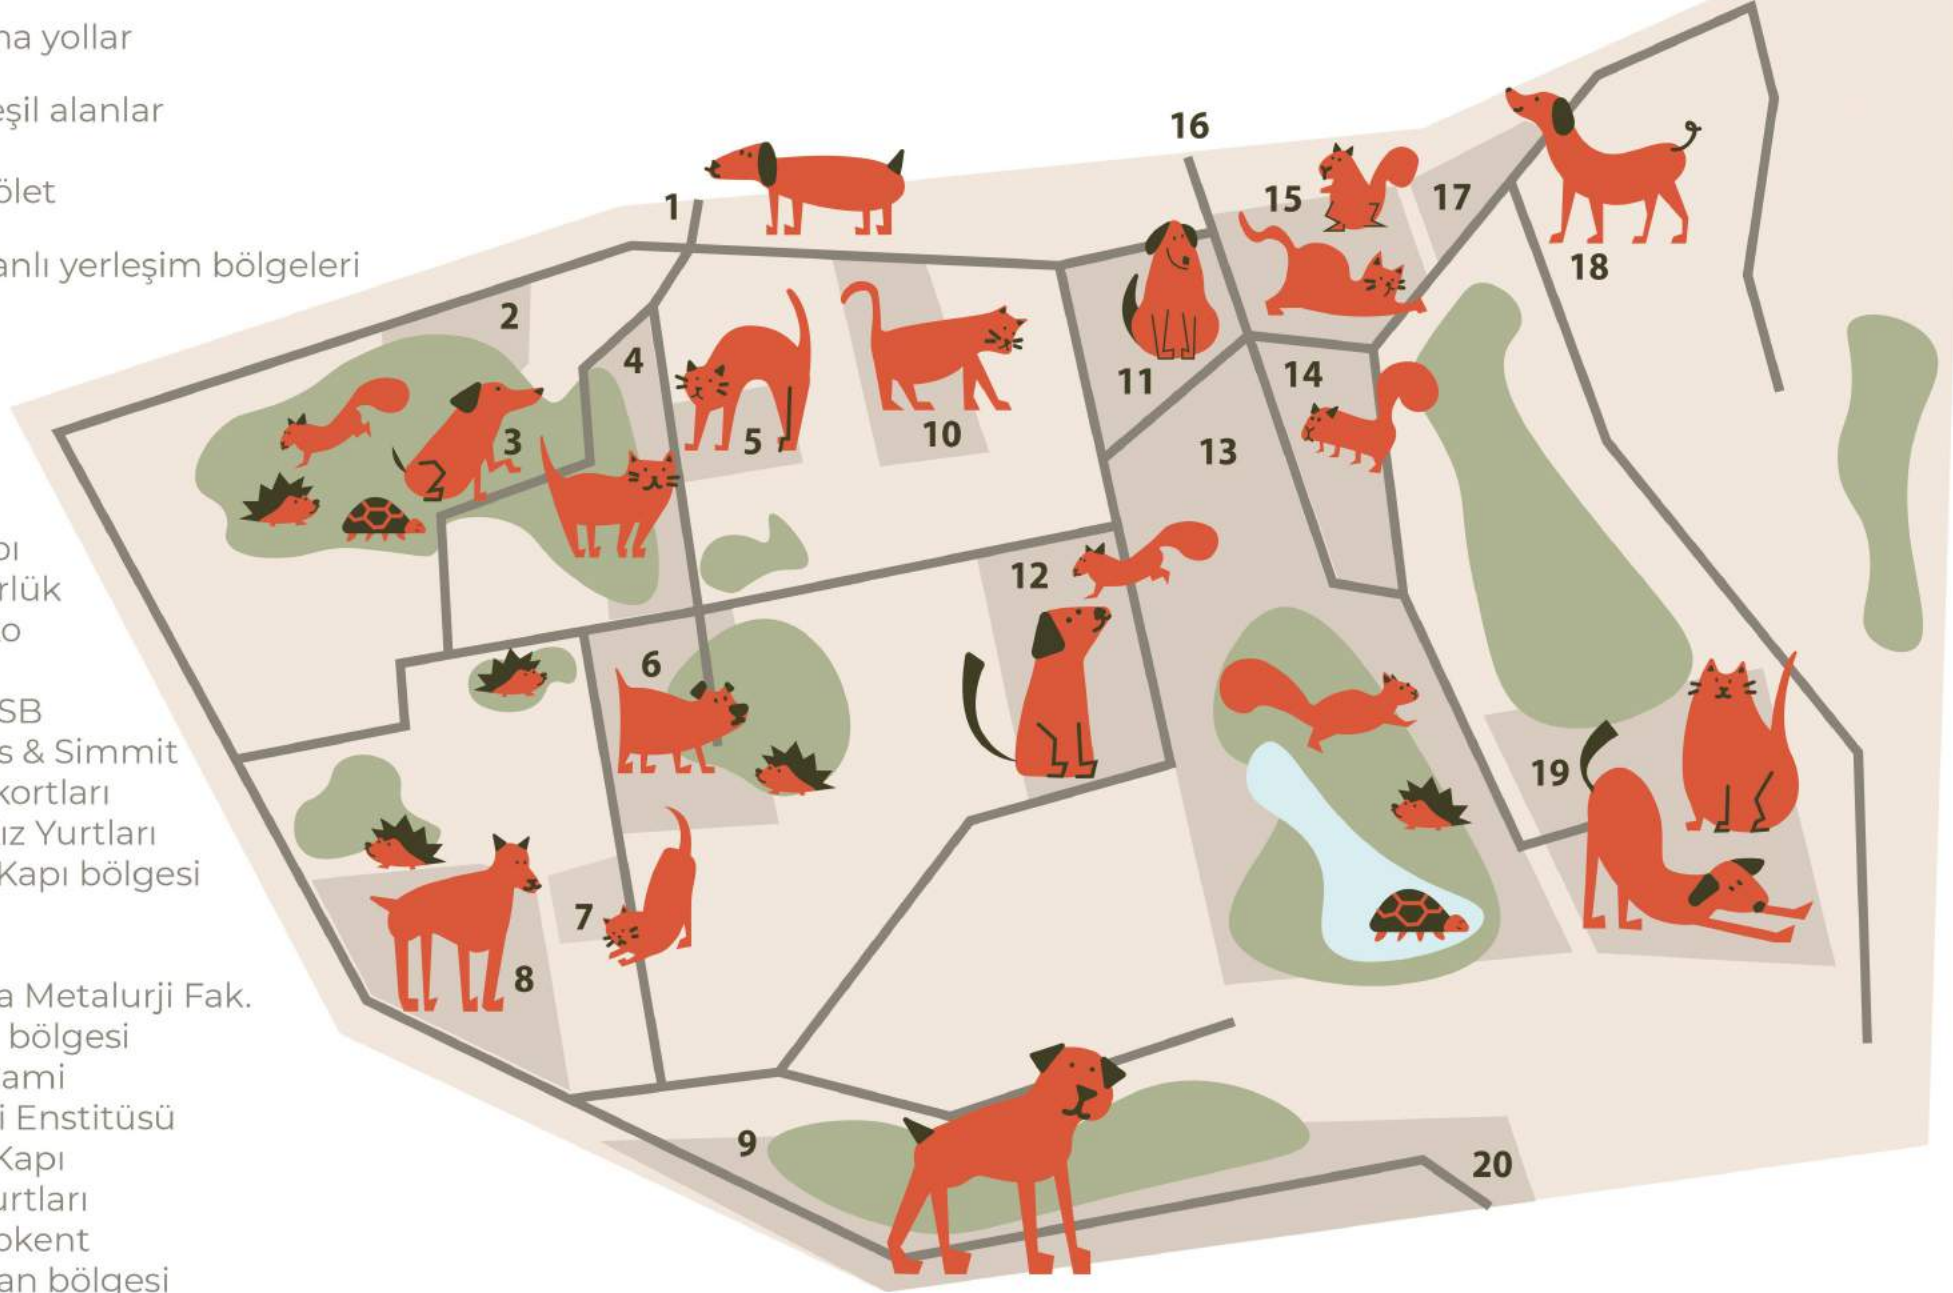 na yollar
eşil alanlar
ölet
anlı yerleşim bölgeleri
pı
rlük
o
SB
s & Simmit
kortları
ız Yurtları
Kapı bölgesi
a Metalurji Fak.
bölgesi
ami
i Enstitüsü
Kapı
urtları
okent
an bölgesi
1
2
3
4
5
6
7
8
9
10
11
12
13
14
15
16
17
18
19
20